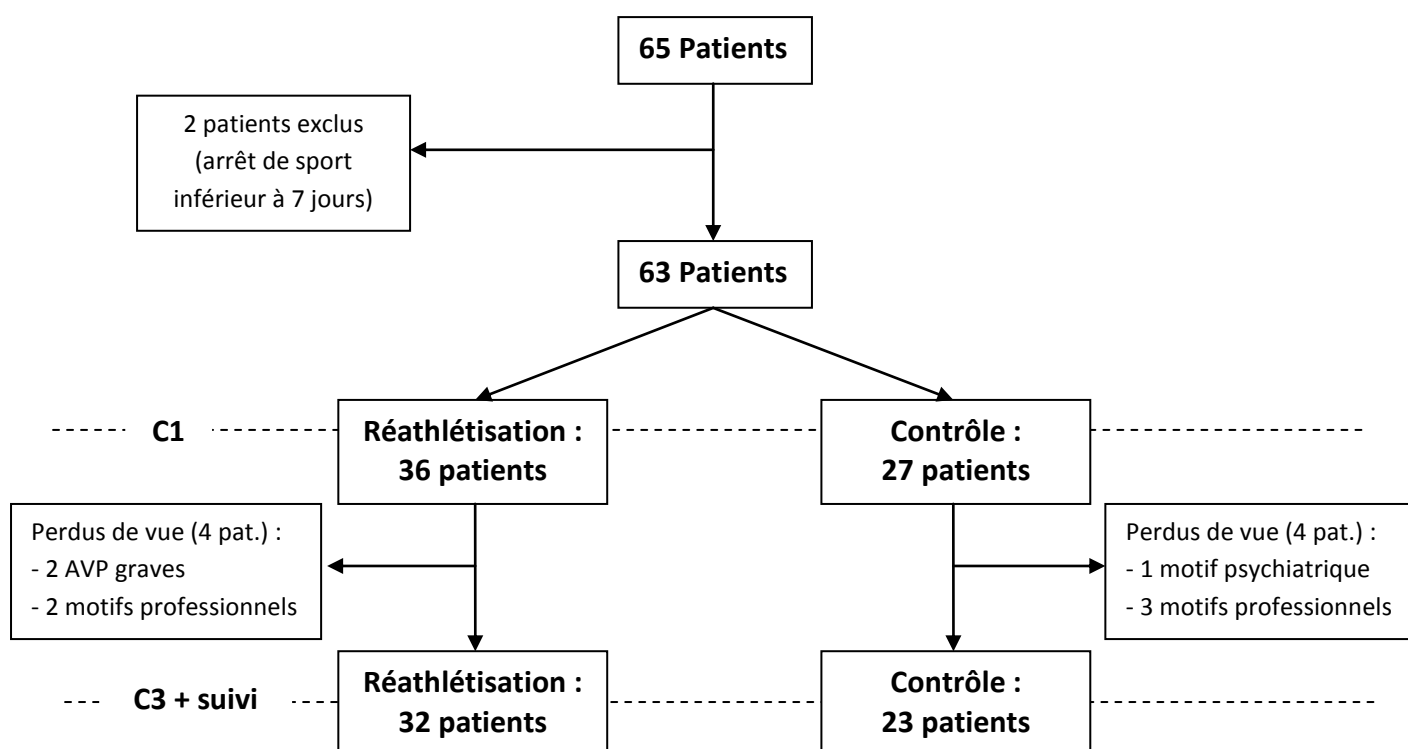 65 Patients
2 patients exclus
(arrêt de sport
inférieur à 7 jours)
63 Patients
C1
Réathlétisation :
36 patients
Contrôle :
27 patients
Perdus de vue (4 pat.) :
- 2 AVP graves
- 2 motifs professionnels
Perdus de vue (4 pat.) :
- 1 motif psychiatrique
- 3 motifs professionnels
C3 + suivi
Réathlétisation :
32 patients
Contrôle :
23 patients